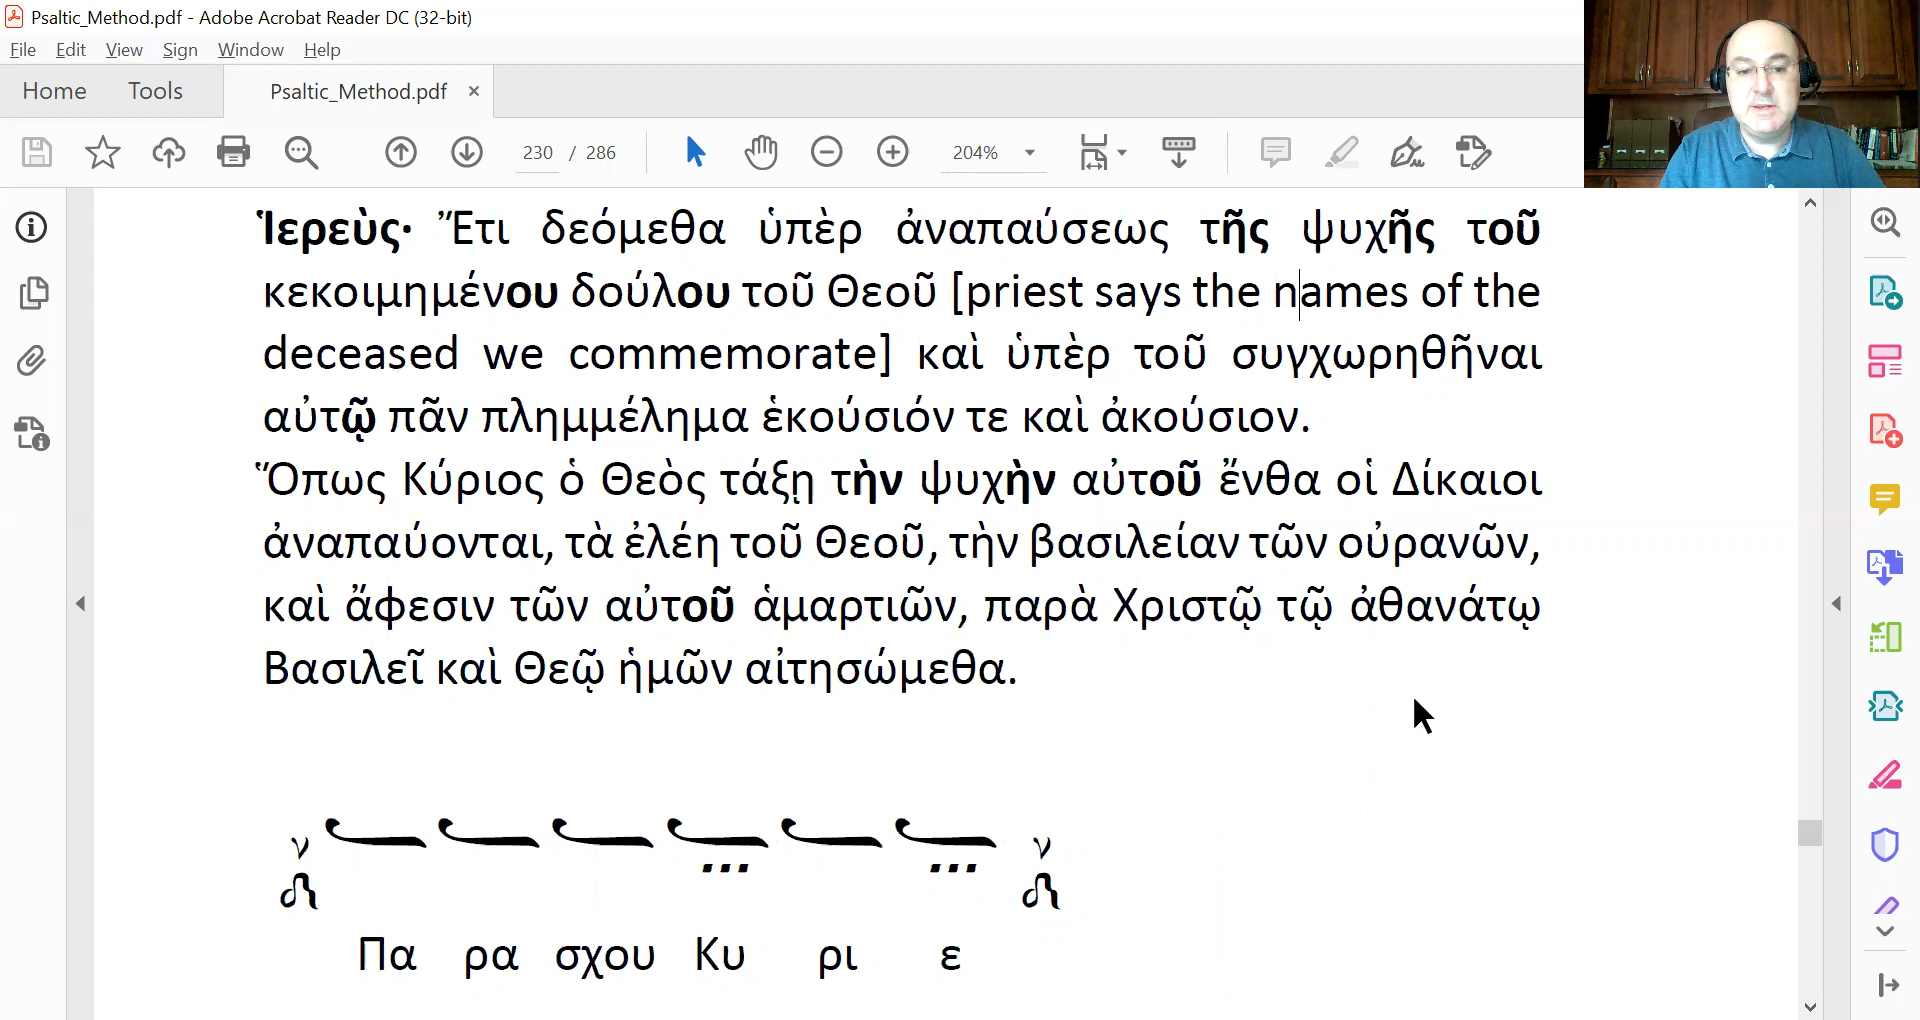 Psaltic_Method.pdf - Adobe Acrobat Reader DC (32-bit)
File Edit View Sign Window Help
Home Tools Psaltic_Method.pdf ×
230 / 286 204%
Ἱερεὺς· Ἔτι δεόμεθα ὑπὲρ ἀναπαύσεως τῆς ψυχῆς τοῦ
κεκοιμημένου δούλου τοῦ Θεοῦ [priest says the names of the
deceased we commemorate] καὶ ὑπὲρ τοῦ συγχωρηθῆναι
αὐτῷ πᾶν πλημμέλημα ἑκούσιόν τε καὶ ἀκούσιον.
Ὅπως Κύριος ὁ Θεὸς τάξῃ τὴν ψυχὴν αὐτοῦ ἔνθα οἱ Δίκαιοι
ἀναπαύονται, τὰ ἐλέη τοῦ Θεοῦ, τὴν βασιλείαν τῶν οὐρανῶν,
καὶ ἄφεσιν τῶν αὐτοῦ ἁμαρτιῶν, παρὰ Χριστῷ τῷ ἀθανάτῳ
Βασιλεῖ καὶ Θεῷ ἡμῶν αἰτησώμεθα.
ν ν
Πα ρα σχου Κυ ρι ε